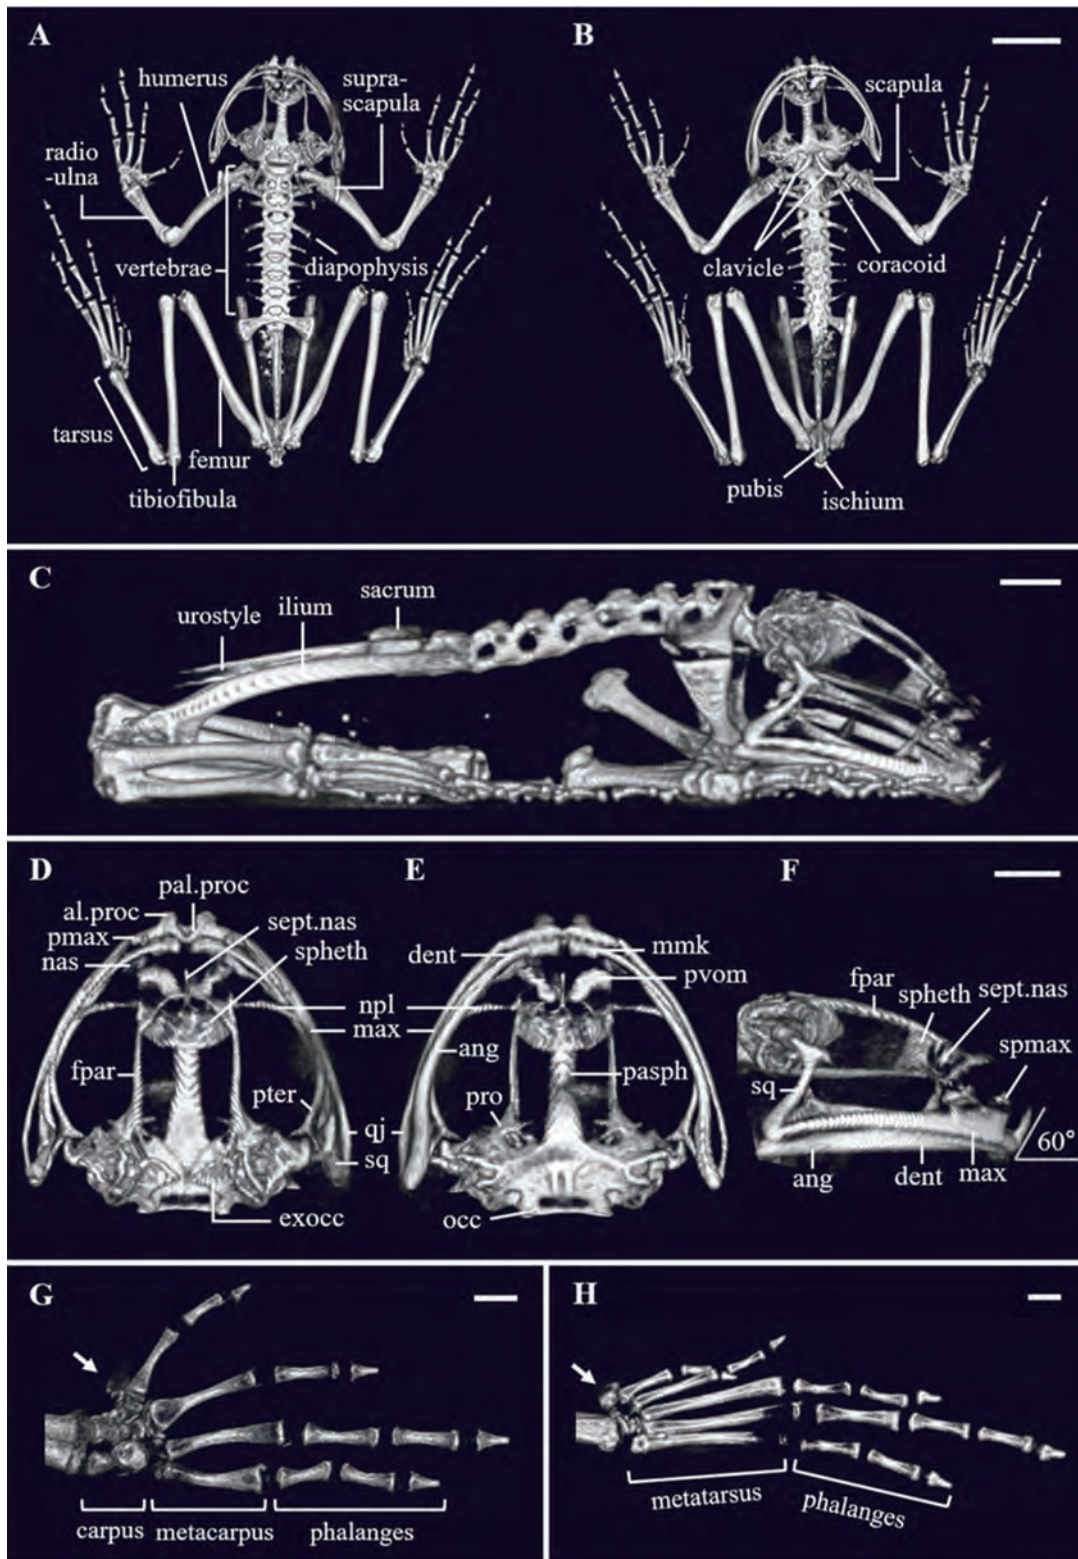 A
B
humerus
supra-
scapula
scapula
radio
-ulna
vertebrae
diapophysis
clavicle
coracoid
tarsus
femur
tibiofibula
pubis
ischium
C
sacrum
ilium
urostyle
D
E
F
pal.proc
al.proc
sept.nas
pmax
spheth
nas
dent
mmk
pvom
npl
max
ang
fpar
pasph
pter
pro
qj
sq
exocc
occ
fpar
spheth
sept.nas
spmax
sq
60°
ang
dent
max
G
H
carpus
metacarpus
phalanges
metatarsus
phalanges